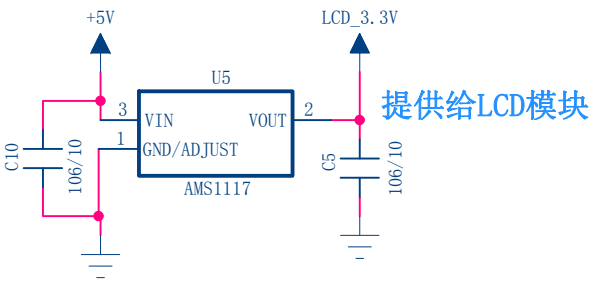 +5V
LCD_3.3V
U5
3
VIN
VOUT
2
提供给LCD模块
1
GND/ADJUST
C10
106/10
C5
106/10
AMS1117